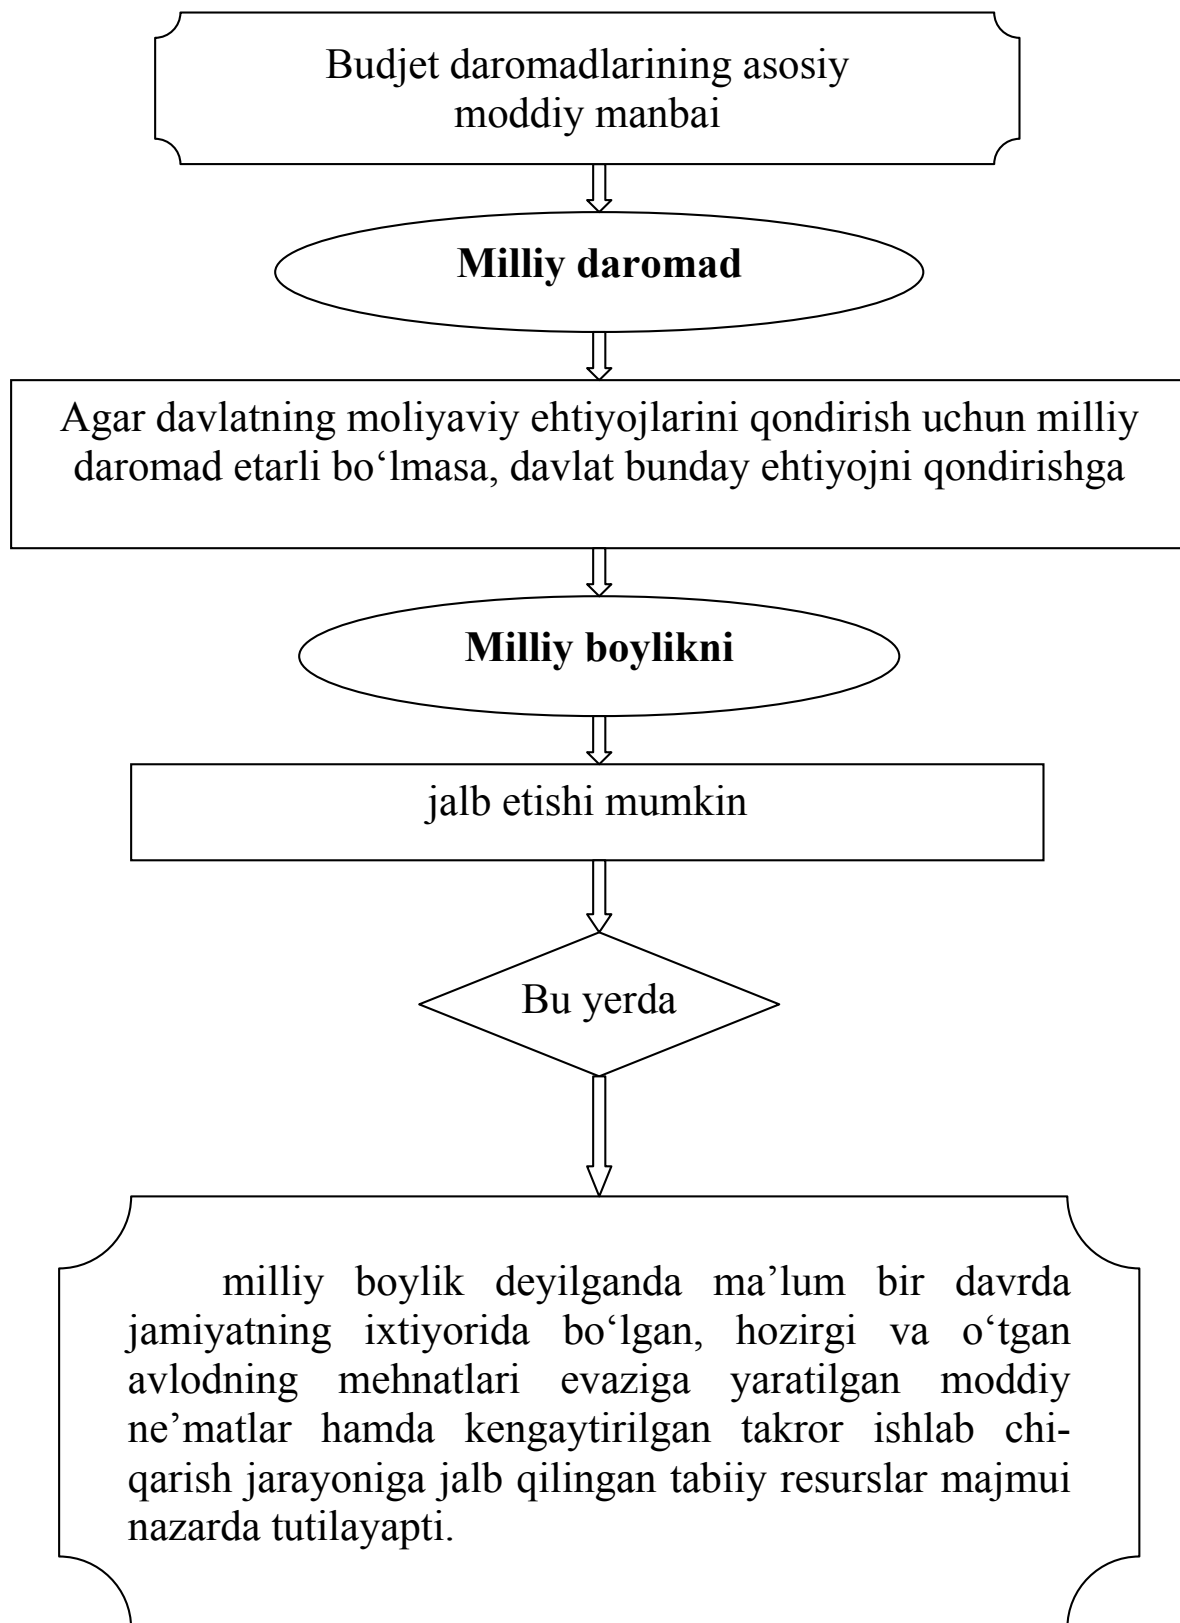 Budjet daromadlarining asosiy
moddiy manbai
Milliy daromad
Agar davlatning moliyaviy ehtiyojlarini qondirish uchun milliy
daromad etarli bo‘lmasa, davlat bunday ehtiyojni qondirishga
Milliy boylikni
jalb etishi mumkin
Bu yerda
milliy boylik deyilganda ma’lum bir davrda
jamiyatning ixtiyorida bo‘lgan, hozirgi va o‘tgan
avlodning mehnatlari evaziga yaratilgan moddiy
ne’matlar hamda kengaytirilgan takror ishlab chi-
qarish jarayoniga jalb qilingan tabiiy resurslar majmui
nazarda tutilayapti.